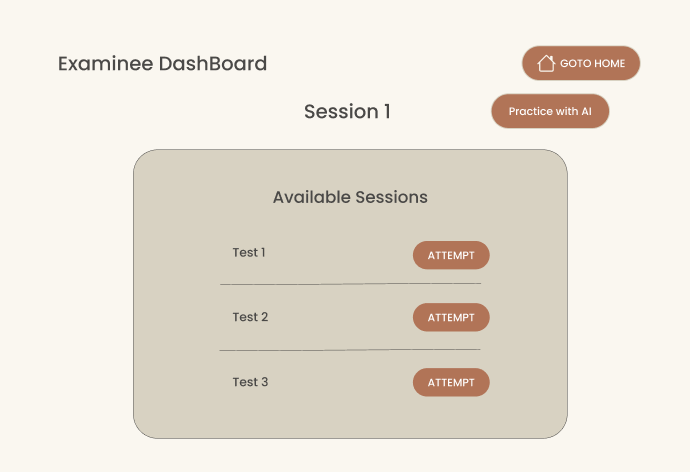 Examinee DashBoard
GOTO HOME
Session 1
Practice with AI
Available Sessions
Test 1
ATTEMPT
Test 2
ATTEMPT
Test 3
ATTEMPT